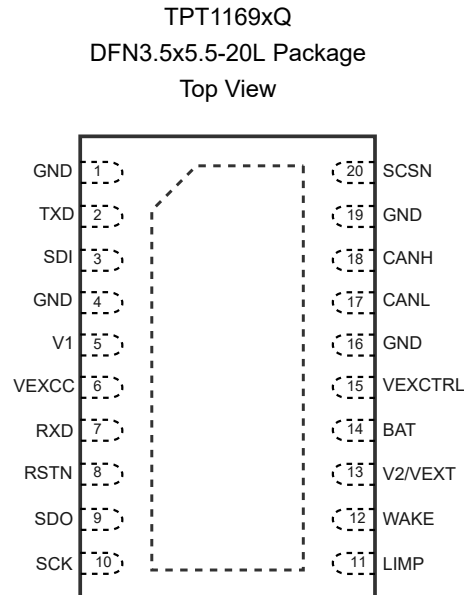 TPT1169xQ
DFN3.5x5.5-20L Package
Top View
GND 1 20 SCSN
TXD 2 19 GND
SDI 3 18 CANH
GND 4 17 CANL
V1 5 16 GND
VEXCC 6 15 VEXCTRL
RXD 7 14 BAT
RSTN 8 13 V2/VEXT
SDO 9 12 WAKE
SCK 10 11 LIMP